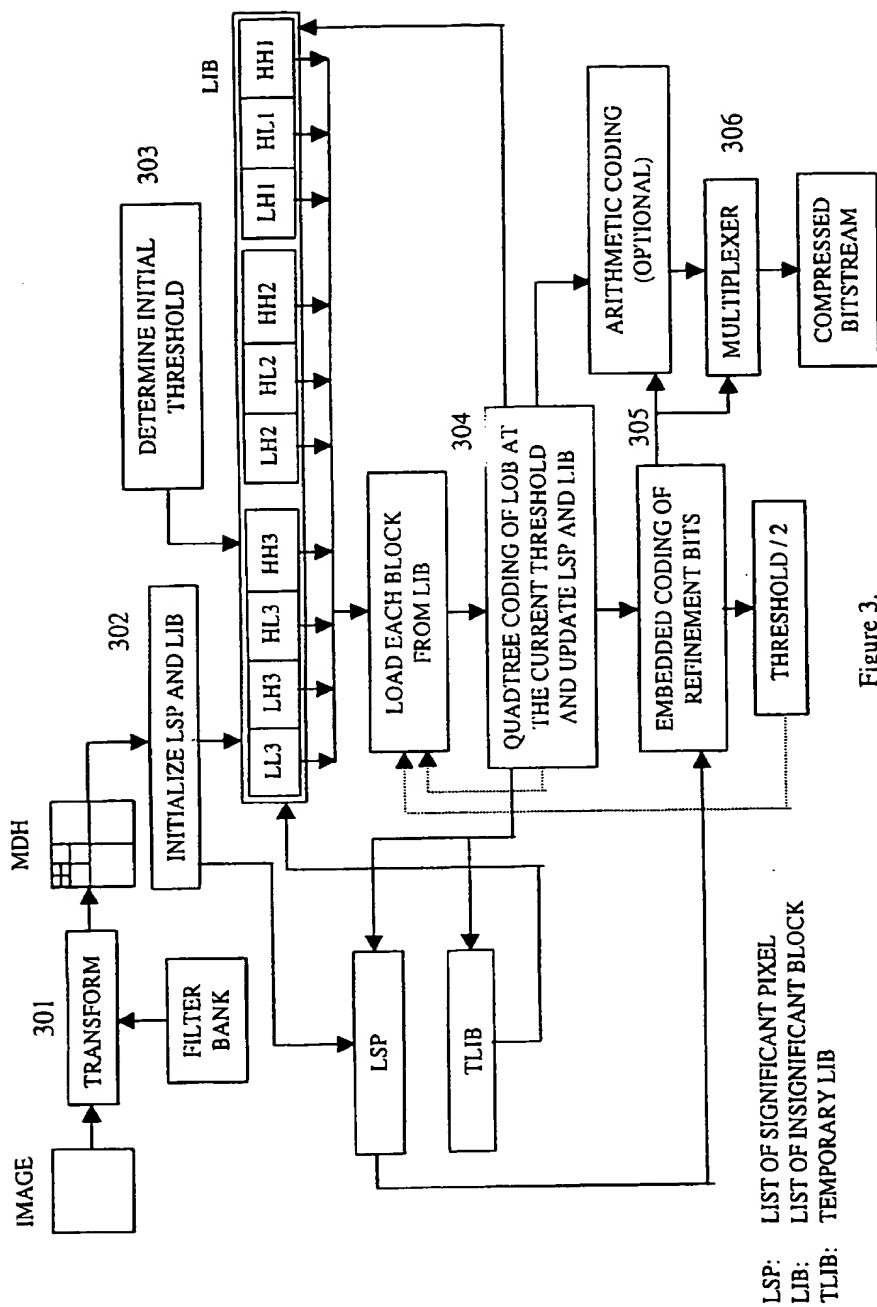 IMAGE
301
TRANSFORM
FILTER
BANK
MDH
302
INITIALIZE LSP AND LIB
303
DETERMINE INITIAL
THRESHOLD
LIB
LL3
LH3
HL3
HH3
LH2
HL2
HH2
LH1
HL1
HH1
LOAD EACH BLOCK
FROM LIB
304
QUADTREE CODING OF LOB AT
THE CURRENT THRESHOLD
AND UPDATE LSP AND LIB
LSP
TLIB
305
EMBEDDED CODING OF
REFINEMENT BITS
THRESHOLD / 2
ARITHMETIC CODING
(OPTIONAL)
306
MULTIPLEXER
COMPRESSED
BITSTREAM
LSP: LIST OF SIGNIFICANT PIXEL
LIB: LIST OF INSIGNIFICANT BLOCK
TLIB: TEMPORARY LIB
Figure 3.